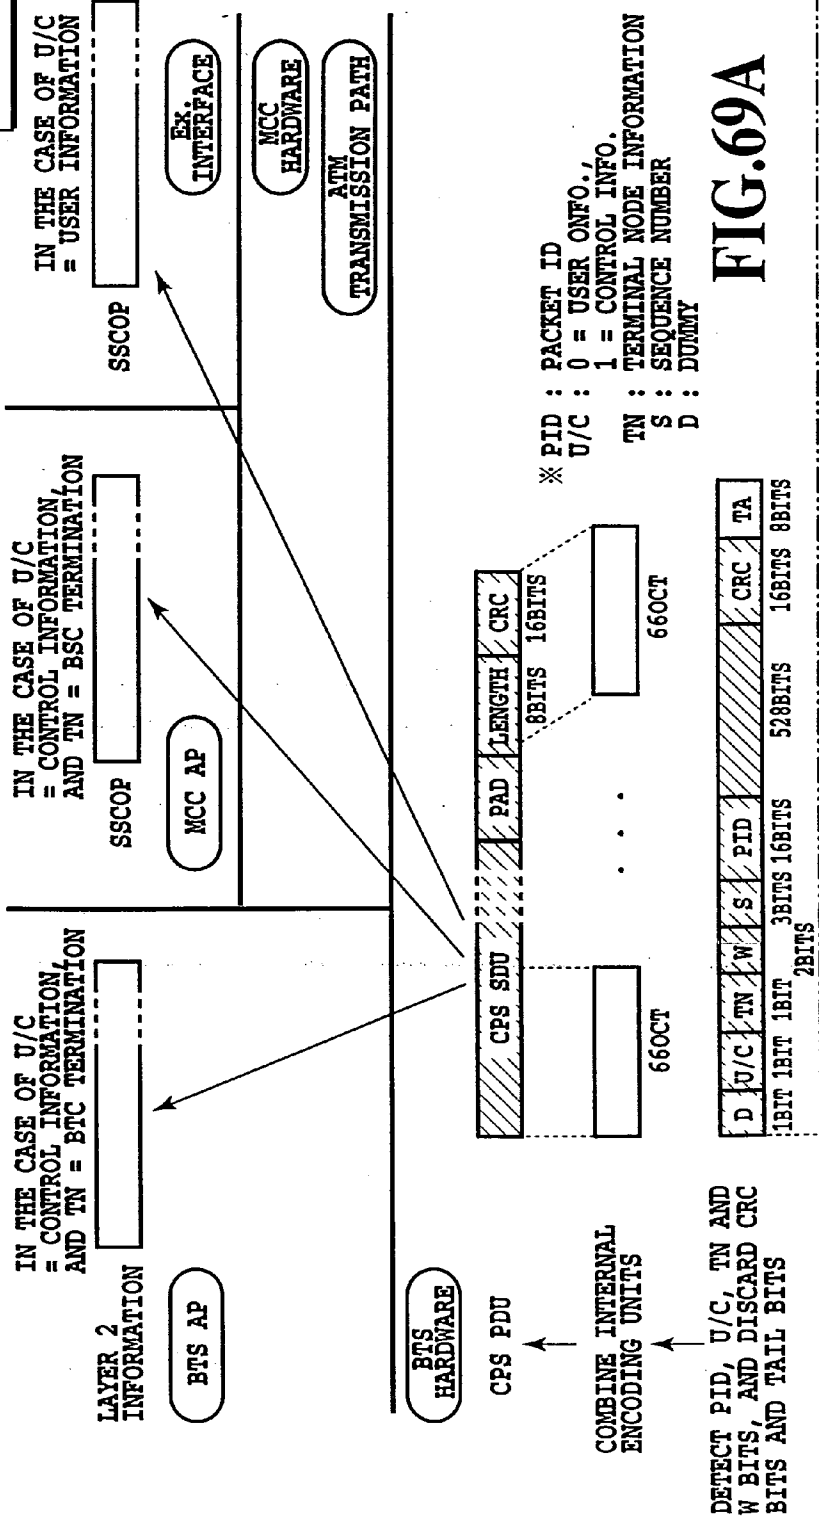 IN THE CASE OF U/C
= CONTROL INFORMATION,
AND TN = BTC TERMINATION
LAYER 2
INFORMATION
BTS AP
IN THE CASE OF U/C
= CONTROL INFORMATION,
AND TN = BSC TERMINATION
SSCOP
MCC AP
IN THE CASE OF U/C
= USER INFORMATION
SSCOP
Ex.
INTERFACE
MCC
HARDWARE
ATM
TRANSMISSION PATH
BTS
HARDWARE
CPS PDU
CPS SDU
PAD
LENGTH
CRC
8BITS
16BITS
COMBINE INTERNAL
ENCODING UNITS
66OCT
. . .
66OCT
DETECT PID, U/C, TN AND
W BITS, AND DISCARD CRC
BITS AND TAIL BITS
D
U/C
TN
W
S
PID
CRC
TA
1BIT
1BIT
1BIT
2BITS
3BITS
16BITS
528BITS
16BITS
8BITS
※ PID : PACKET ID
U/C : 0 = USER ONFO.,
1 = CONTROL INFO.
TN : TERMINAL NODE INFORMATION
S : SEQUENCE NUMBER
D : DUMMY
FIG.69A